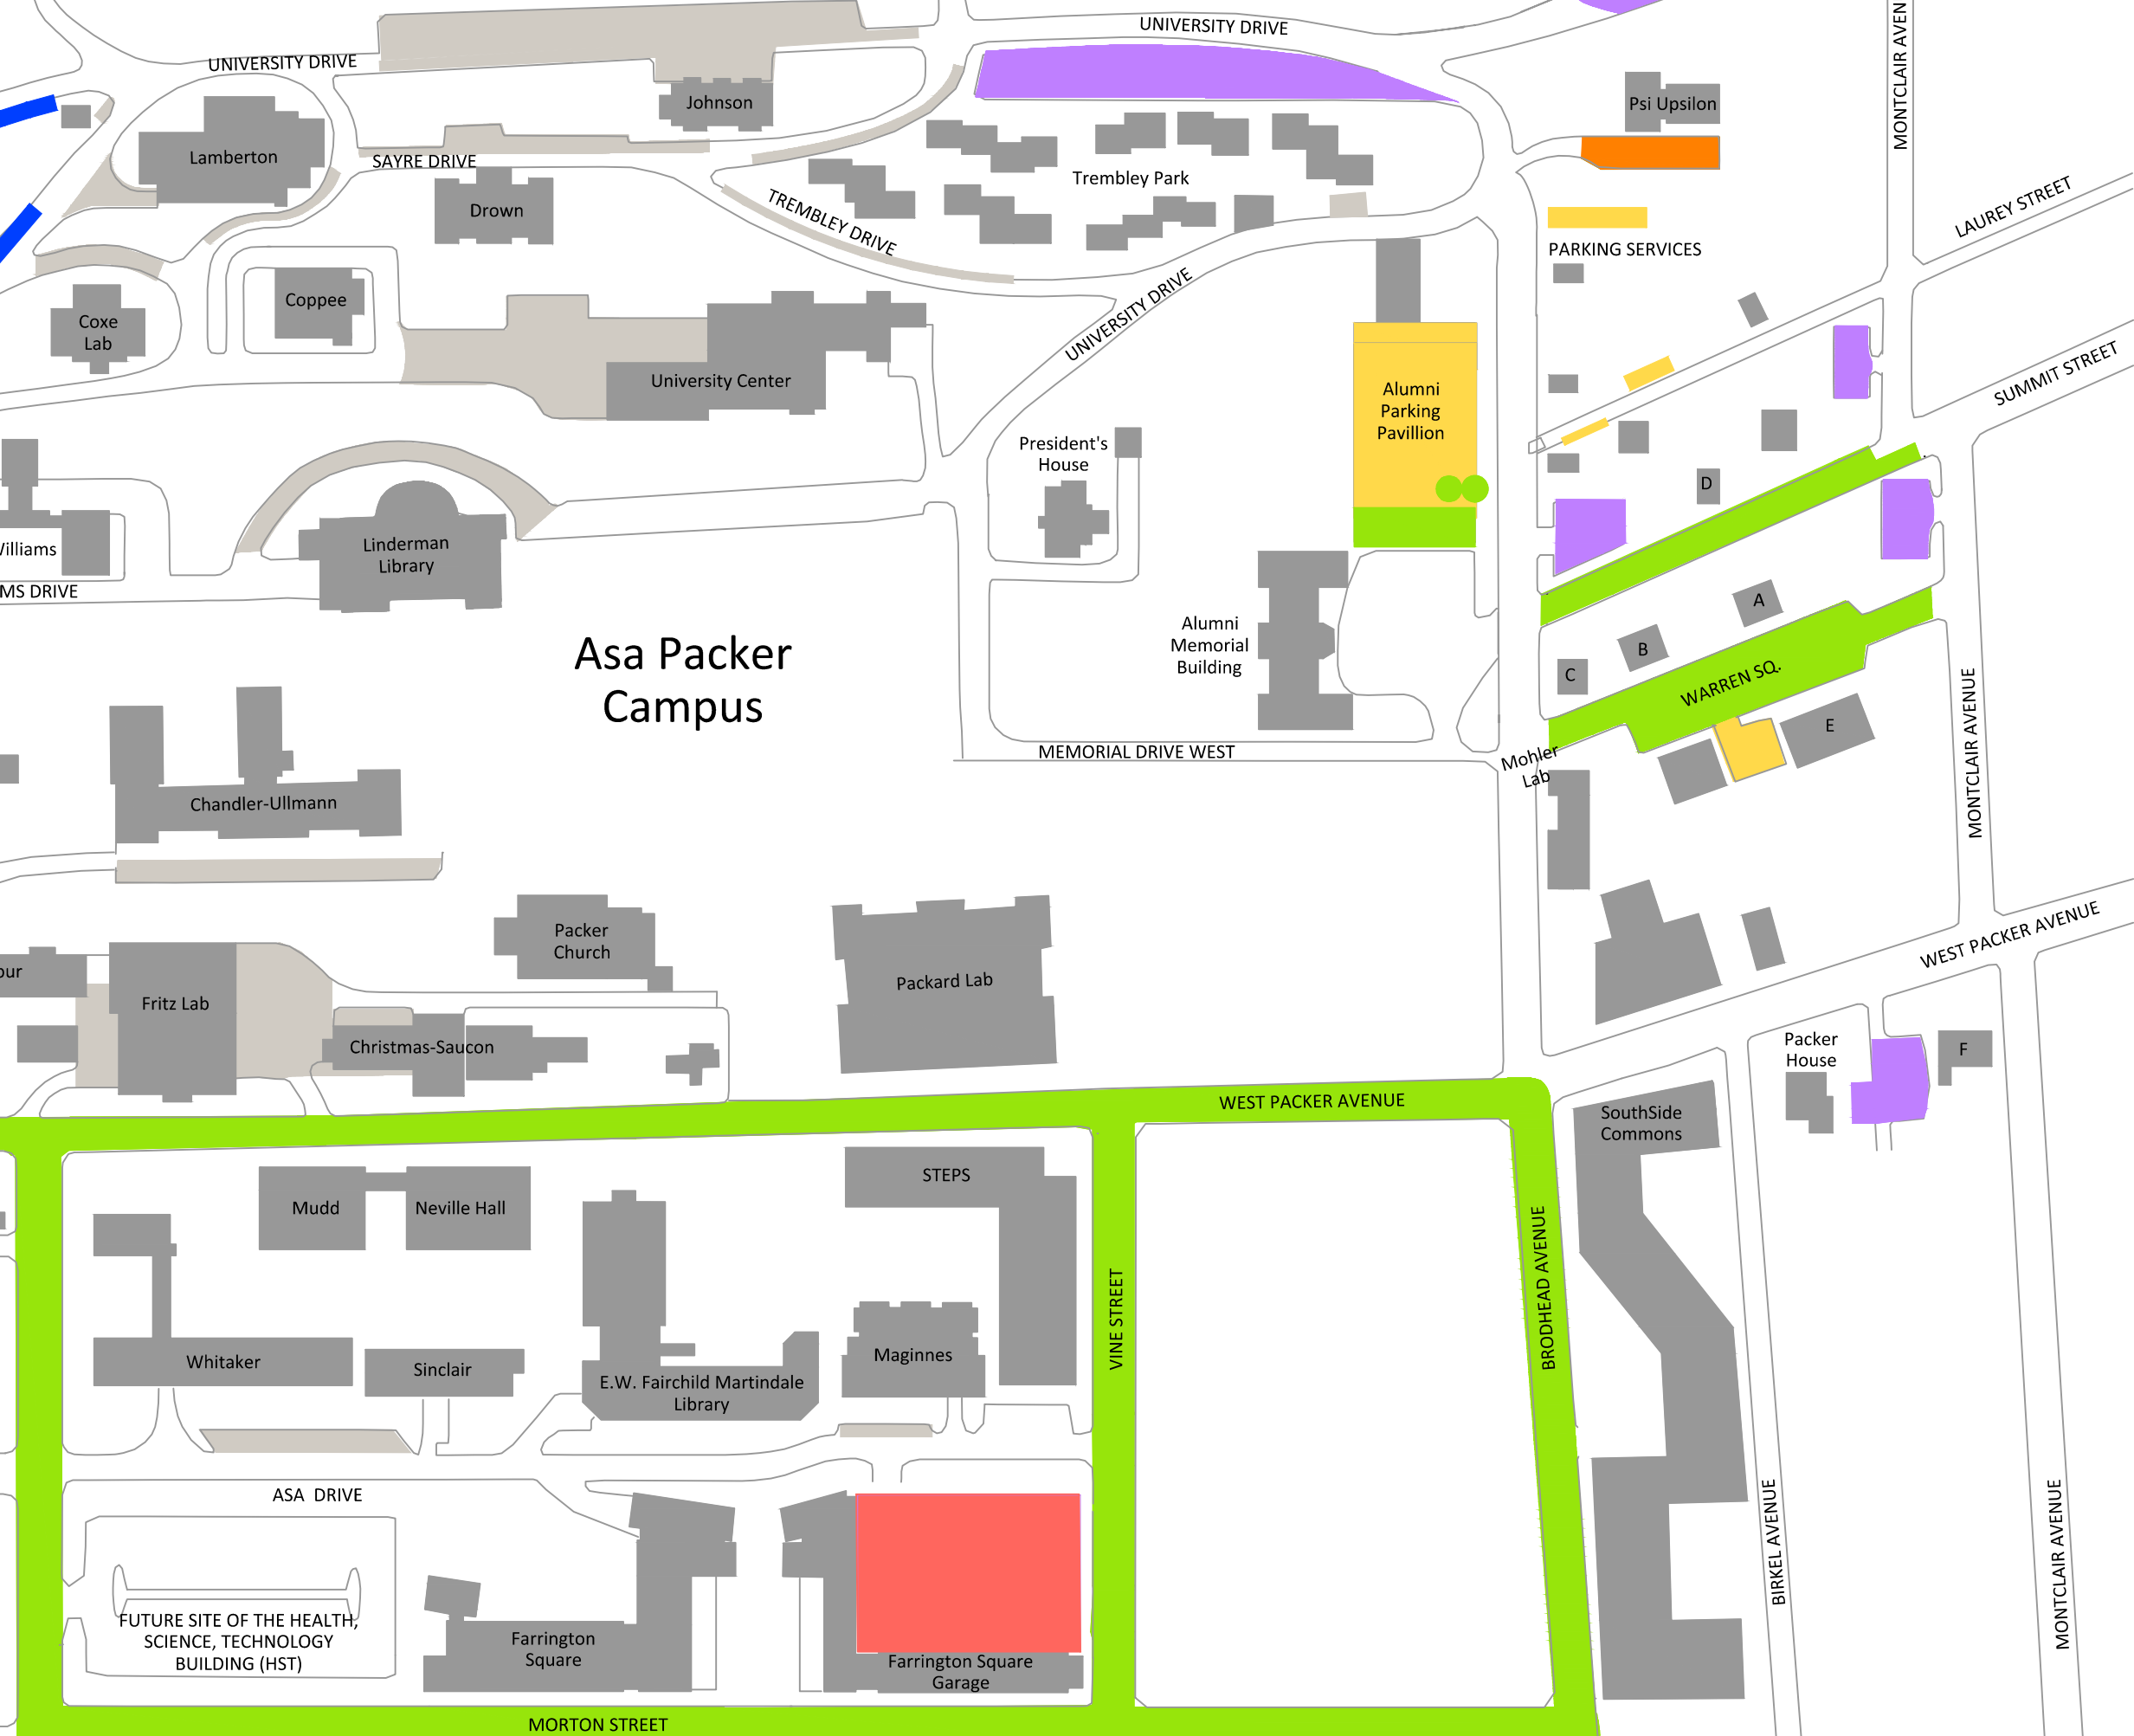 UNIVERSITY DRIVE
MONTCLAIR AVEN
UNIVERSITY DRIVE
Johnson
Psi Upsilon
Lamberton
SAYRE DRIVE
Trembley Park
Drown
TREMBLEY DRIVE
LAUREY STREET
PARKING SERVICES
Coppee
UNIVERSITY DRIVE
Coxe
Lab
University Center
Alumni
Parking
Pavillion
SUMMIT STREET
President's
House
D
Williams
Linderman
Library
MS DRIVE
A
Asa Packer
Campus
Alumni
Memorial
Building
B
C
WARREN SQ.
E
MEMORIAL DRIVE WEST
Mohler
Lab
MONTCLAIR AVENUE
Chandler-Ullmann
Packer
Church
WEST PACKER AVENUE
our
Fritz Lab
Packard Lab
Christmas-Saucon
Packer
House
F
WEST PACKER AVENUE
SouthSide
Commons
STEPS
Mudd
Neville Hall
VINE STREET
BRODHEAD AVENUE
Whitaker
Sinclair
E.W. Fairchild Martindale
Library
Maginnes
ASA DRIVE
BIRKEL AVENUE
MONTCLAIR AVENUE
FUTURE SITE OF THE HEALTH,
SCIENCE, TECHNOLOGY
BUILDING (HST)
Farrington
Square
Farrington Square
Garage
MORTON STREET